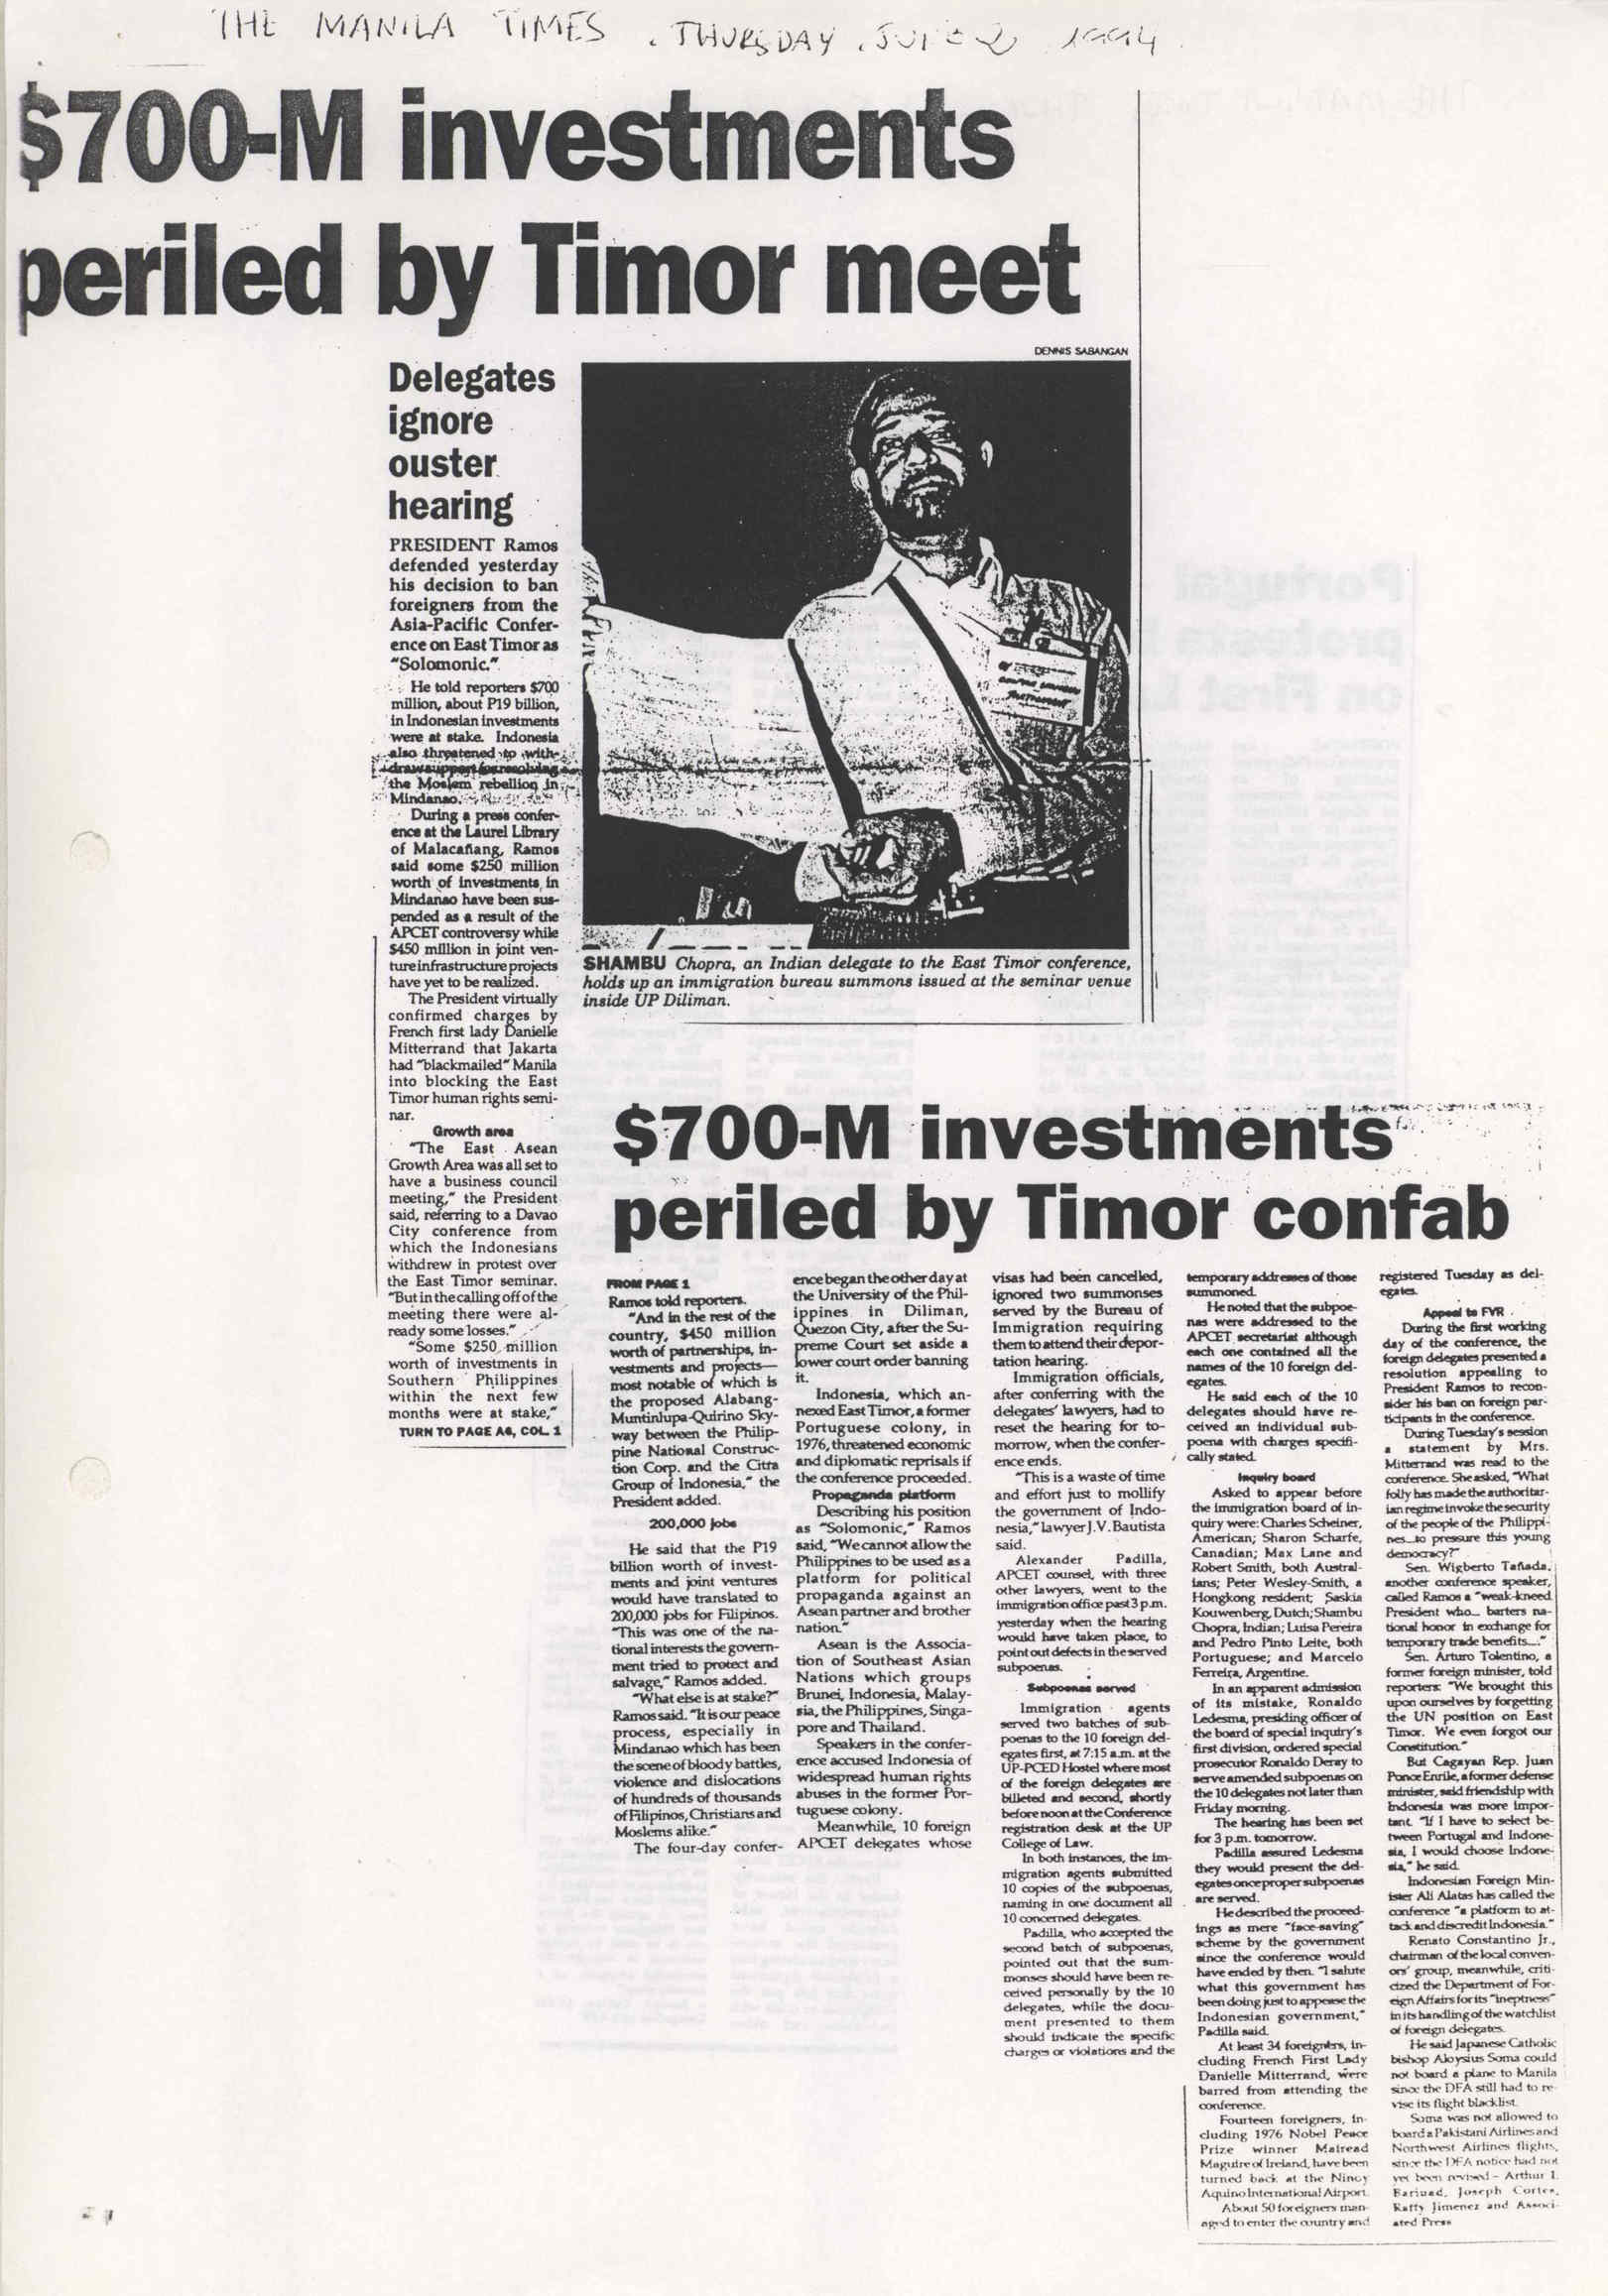 THE MANILA TIMES . THURSDAY . JUNE 2 1994
$700-M investments
periled by Timor meet
DENNIS SABANGAN
Delegates
ignore
ouster
hearing
PRESIDENT Ramos
defended yesterday
his decision to ban
foreigners from the
Asia-Pacific Confer-
ence on East Timor as
"Solomonic."
He told reporters $700
million, about P19 billion,
in Indonesian investments
were at stake. Indonesia
also threatened to with-
draw support for resolving
the Moslem rebellion in
Mindanao.
During a press confer-
ence at the Laurel Library
of Malacañang, Ramos
said some $250 million
worth of investments in
Mindanao have been sus-
pended as a result of the
APCET controversy while
$450 million in joint ven-
ture infrastructure projects
have yet to be realized.
The President virtually
confirmed charges by
French first lady Danielle
Mitterrand that Jakarta
had "blackmailed" Manila
into blocking the East
Timor human rights semi-
nar.
Growth area
"The East Asean
Growth Area was all set to
have a business council
meeting," the President
said, referring to a Davao
City conference from
which the Indonesians
withdrew in protest over
the East Timor seminar.
"But in the calling off of the
meeting there were al-
ready some losses."
"Some $250 million
worth of investments in
Southern Philippines
within the next few
months were at stake,"
TURN TO PAGE A6, COL. 1
SHAMBU Chopra, an Indian delegate to the East Timor conference,
holds up an immigration bureau summons issued at the seminar venue
inside UP Diliman.
$700-M investments
periled by Timor confab
FROM PAGE 1
Ramos told reporters.
"And in the rest of the
country, $450 million
worth of partnerships, in-
vestments and projects—
most notable of which is
the proposed Alabang-
Muntinlupa-Quirino Sky-
way between the Philip-
pine National Construc-
tion Corp. and the Citra
Group of Indonesia," the
President added.
200,000 jobs
He said that the P19
billion worth of invest-
ments and joint ventures
would have translated to
200,000 jobs for Filipinos.
"This was one of the na-
tional interests the govern-
ment tried to protect and
salvage," Ramos added.
"What else is at stake?"
Ramos said. "It is our peace
process, especially in
Mindanao which has been
the scene of bloody battles,
violence and dislocations
of hundreds of thousands
of Filipinos, Christians and
Moslems alike."
The four-day confer-
ence began the other day at
the University of the Phil-
ippines in Diliman,
Quezon City, after the Su-
preme Court set aside a
lower court order banning
it.
Indonesia, which an-
nexed East Timor, a former
Portuguese colony, in
1976, threatened economic
and diplomatic reprisals if
the conference proceeded.
Propaganda platform
Describing his position
as "Solomonic," Ramos
said, "We cannot allow the
Philippines to be used as a
platform for political
propaganda against an
Asean partner and brother
nation."
Asean is the Associa-
tion of Southeast Asian
Nations which groups
Brunei, Indonesia, Malay-
sia, the Philippines, Singa-
pore and Thailand.
Speakers in the confer-
ence accused Indonesia of
widespread human rights
abuses in the former Por-
tuguese colony.
Meanwhile, 10 foreign
APCET delegates whose
visas had been cancelled,
ignored two summonses
served by the Bureau of
Immigration requiring
them to attend their depor-
tation hearing.
Immigration officials,
after conferring with the
delegates' lawyers, had to
reset the hearing for to-
morrow, when the confer-
ence ends.
"This is a waste of time
and effort just to mollify
the government of Indo-
nesia," lawyer J.V. Bautista
said.
Alexander Padilla,
APCET counsel, with three
other lawyers, went to the
immigration office past 3 p.m.
yesterday when the hearing
would have taken place, to
point out defects in the served
subpoenas.
Subpoenas served
Immigration agents
served two batches of sub-
poenas to the 10 foreign del-
egates first, at 7:15 a.m. at the
UP-PCED Hostel where most
of the foreign delegates are
billeted and second, shortly
before noon at the Conference
registration desk at the UP
College of Law.
In both instances, the im-
migration agents submitted
10 copies of the subpoenas,
naming in one document all
10 concerned delegates.
Padilla, who accepted the
second batch of subpoenas,
pointed out that the sum-
monses should have been re-
ceived personally by the 10
delegates, while the docu-
ment presented to them
should indicate the specific
charges or violations and the
temporary addresses of those
summoned.
He noted that the subpoe-
nas were addressed to the
APCET secretariat although
each one contained all the
names of the 10 foreign del-
egates.
He said each of the 10
delegates should have re-
ceived an individual sub-
poena with charges specifi-
cally stated.
Inquiry board
Asked to appear before
the immigration board of in-
quiry were: Charles Scheiner,
American; Sharon Scharfe,
Canadian; Max Lane and
Robert Smith, both Austral-
ians; Peter Wesley-Smith, a
Hongkong resident; Saskia
Kouwenberg, Dutch; Shambu
Chopra, Indian; Luisa Pereira
and Pedro Pinto Leite, both
Portuguese; and Marcelo
Ferreira, Argentine.
In an apparent admission
of its mistake, Ronaldo
Ledesma, presiding officer of
the board of special inquiry's
first division, ordered special
prosecutor Ronaldo Deray to
serve amended subpoenas on
the 10 delegates not later than
Friday morning.
The hearing has been set
for 3 p.m. tomorrow.
Padilla assured Ledesma
they would present the del-
egates once proper subpoenas
are served.
He described the proceed-
ings as mere "face-saving"
scheme by the government
since the conference would
have ended by then. "I salute
what this government has
been doing just to appease the
Indonesian government,"
Padilla said.
At least 34 foreigners, in-
cluding French First Lady
Danielle Mitterrand, were
barred from attending the
conference.
Fourteen foreigners, in-
cluding 1976 Nobel Peace
Prize winner Mairead
Maguire of Ireland, have been
turned back at the Ninoy
Aquino International Airport.
About 50 foreigners man-
aged to enter the country and
registered Tuesday as del-
egates.
Appeal to FVR
During the first working
day of the conference, the
foreign delegates presented a
resolution appealing to
President Ramos to recon-
sider his ban on foreign par-
ticipants in the conference.
During Tuesday's session
a statement by Mrs.
Mitterrand was read to the
conference. She asked, "What
folly has made the authoritar-
ian regime invoke the security
of the people of the Philippi-
nes...to pressure this young
democracy?"
Sen. Wigberto Tañada,
another conference speaker,
called Ramos a "weak-kneed
President who... barters na-
tional honor in exchange for
temporary trade benefits...."
Sen. Arturo Tolentino, a
former foreign minister, told
reporters: "We brought this
upon ourselves by forgetting
the UN position on East
Timor. We even forgot our
Constitution."
But Cagayan Rep. Juan
Ponce Enrile, a former defense
minister, said friendship with
Indonesia was more impor-
tant. "If I have to select be-
tween Portugal and Indone-
sia, I would choose Indone-
sia," he said.
Indonesian Foreign Min-
ister Ali Alatas has called the
conference "a platform to at-
tack and discredit Indonesia."
Renato Constantino Jr.,
chairman of the local conven-
ors' group, meanwhile, criti-
cized the Department of For-
eign Affairs for its "ineptness"
in its handling of the watchlist
of foreign delegates.
He said Japanese Catholic
bishop Aloysius Soma could
not board a plane to Manila
since the DFA still had to re-
vise its flight blacklist.
Soma was not allowed to
board a Pakistani Airlines and
Northwest Airlines flights,
since the DFA notice had not
yet been revised – Arthur I.
Joseph Cortes,
Raffy Jimenez and Associ-
ated Press